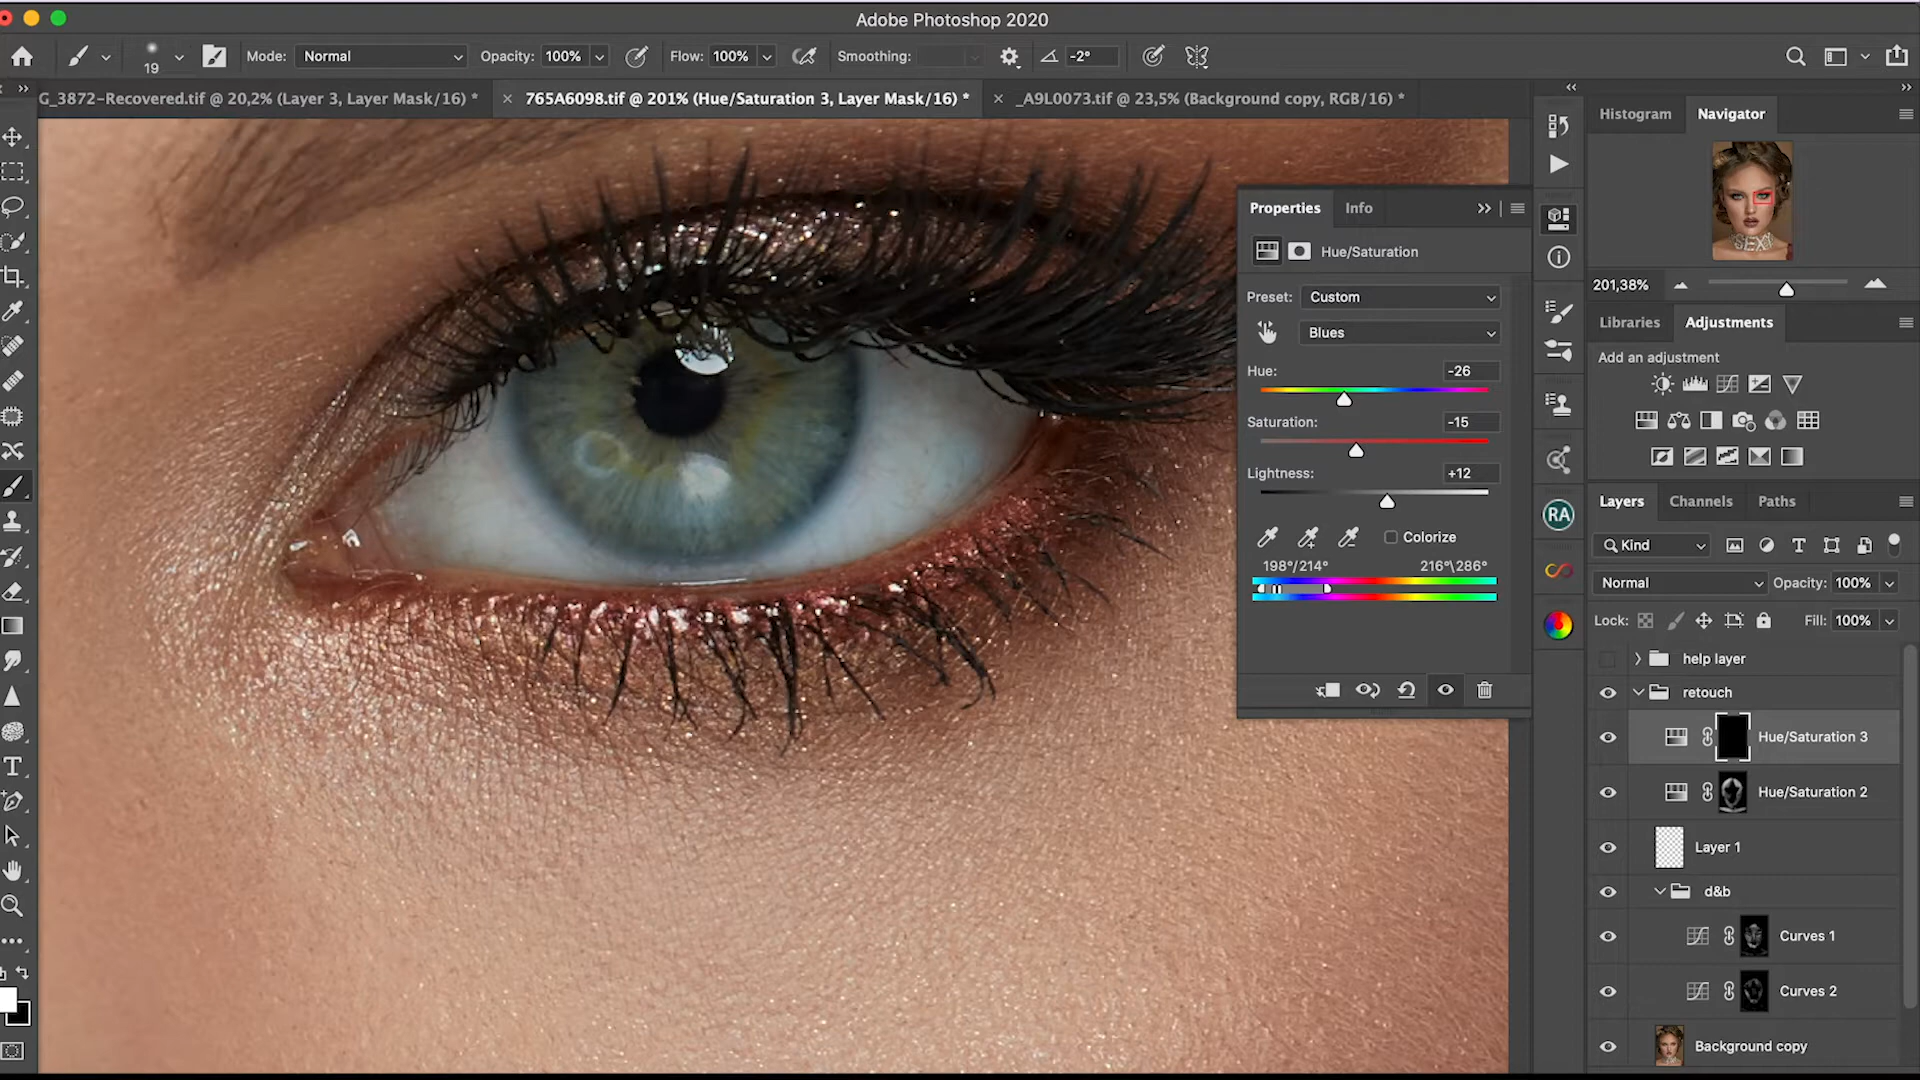 Adobe Photoshop 2020
19
Mode: Normal
Opacity: 100%
Flow: 100%
Smoothing:
-2°
G_3872-Recovered.tif @ 20,2% (Layer 3, Layer Mask/16) *
765A6098.tif @ 201% (Hue/Saturation 3, Layer Mask/16) *
_A9L0073.tif @ 23,5% (Background copy, RGB/16) *
Properties
Info
Hue/Saturation
Preset: Custom
Blues
Hue: -26
Saturation: -15
Lightness: +12
Colorize
198°/214°
216°\286°
RA
Histogram
Navigator
SEXY
201,38%
Libraries
Adjustments
Add an adjustment
Layers
Channels
Paths
Kind
Normal
Opacity: 100%
Lock:
Fill: 100%
help layer
retouch
Hue/Saturation 3
Hue/Saturation 2
Layer 1
d&b
Curves 1
Curves 2
Background copy